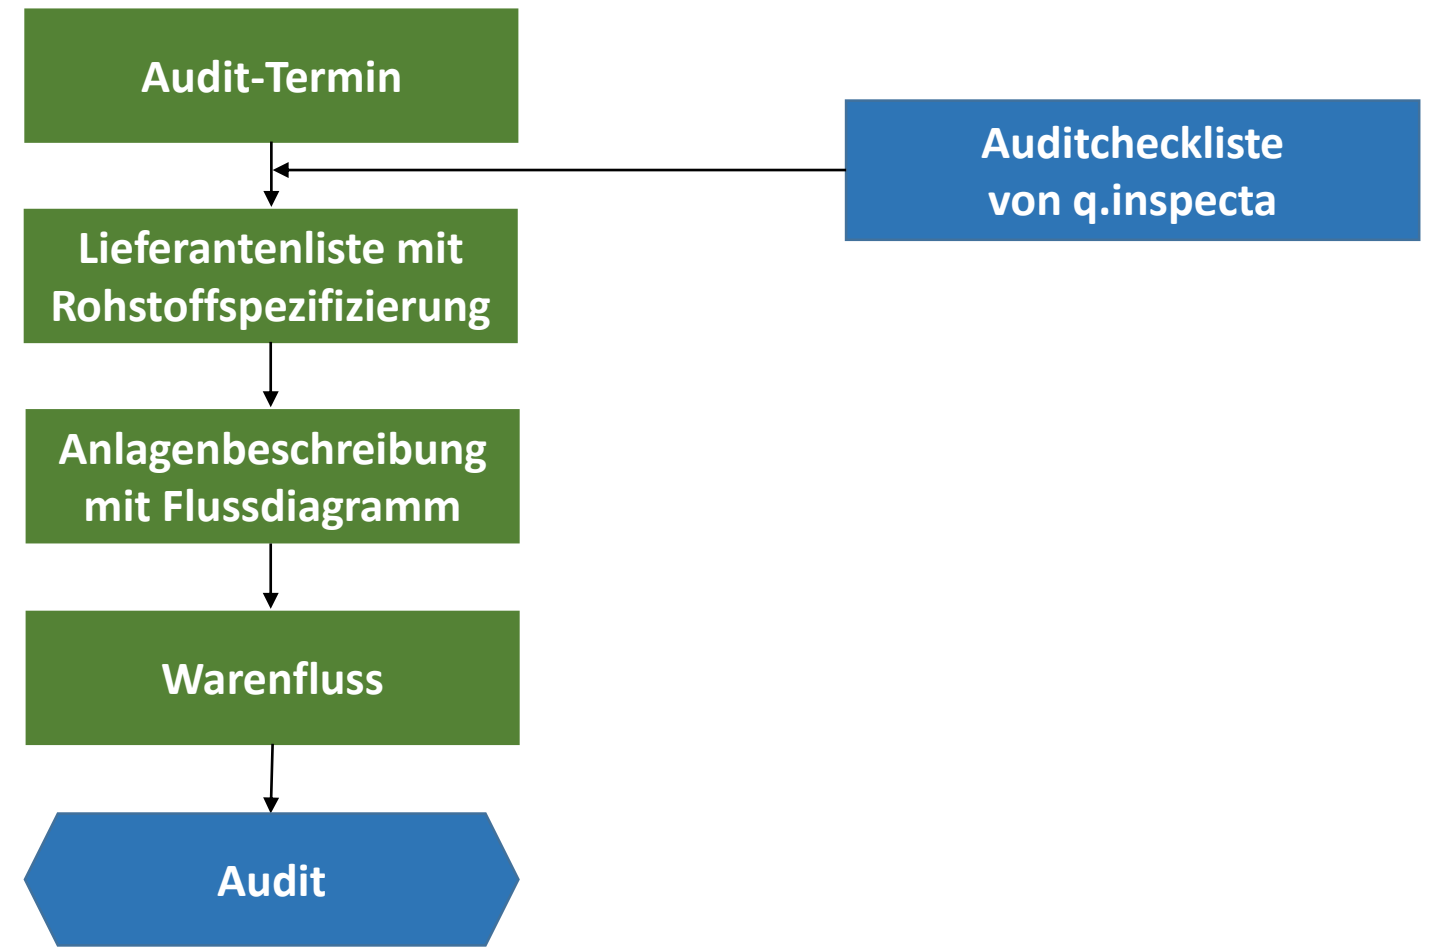 Audit-Termin
Auditcheckliste
von q.inspecta
Lieferantenliste mit
Rohstoffspezifizierung
Anlagenbeschreibung
mit Flussdiagramm
Warenfluss
Audit